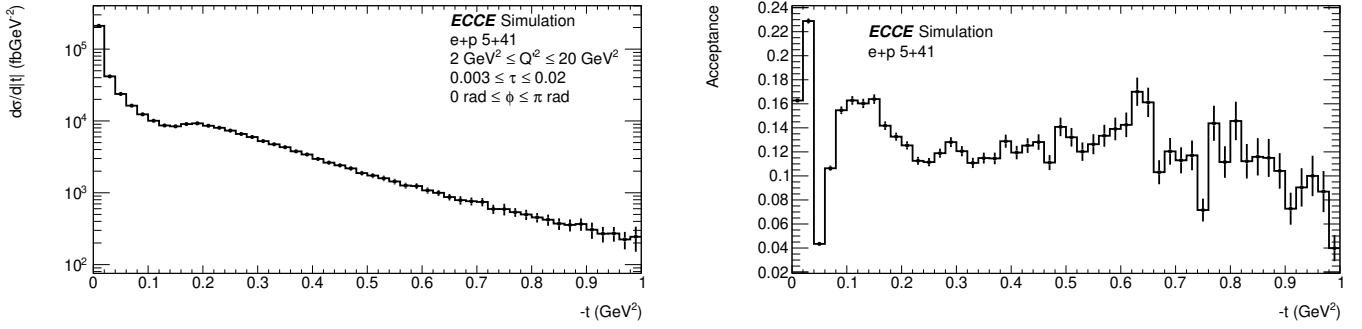 dσ/d|t| (fbGeV⁻²)
10⁵
10⁴
10³
10²
ECCE Simulation
e+p 5+41
2 GeV² ≤ Q'² ≤ 20 GeV²
0.003 ≤ τ ≤ 0.02
0 rad ≤ ϕ ≤ π rad
0 0.1 0.2 0.3 0.4 0.5 0.6 0.7 0.8 0.9 1
-t (GeV²)
Acceptance
0.24
0.22
0.2
0.18
0.16
0.14
0.12
0.1
0.08
0.06
0.04
0.02
ECCE Simulation
e+p 5+41
0 0.1 0.2 0.3 0.4 0.5 0.6 0.7 0.8 0.9 1
-t (GeV²)